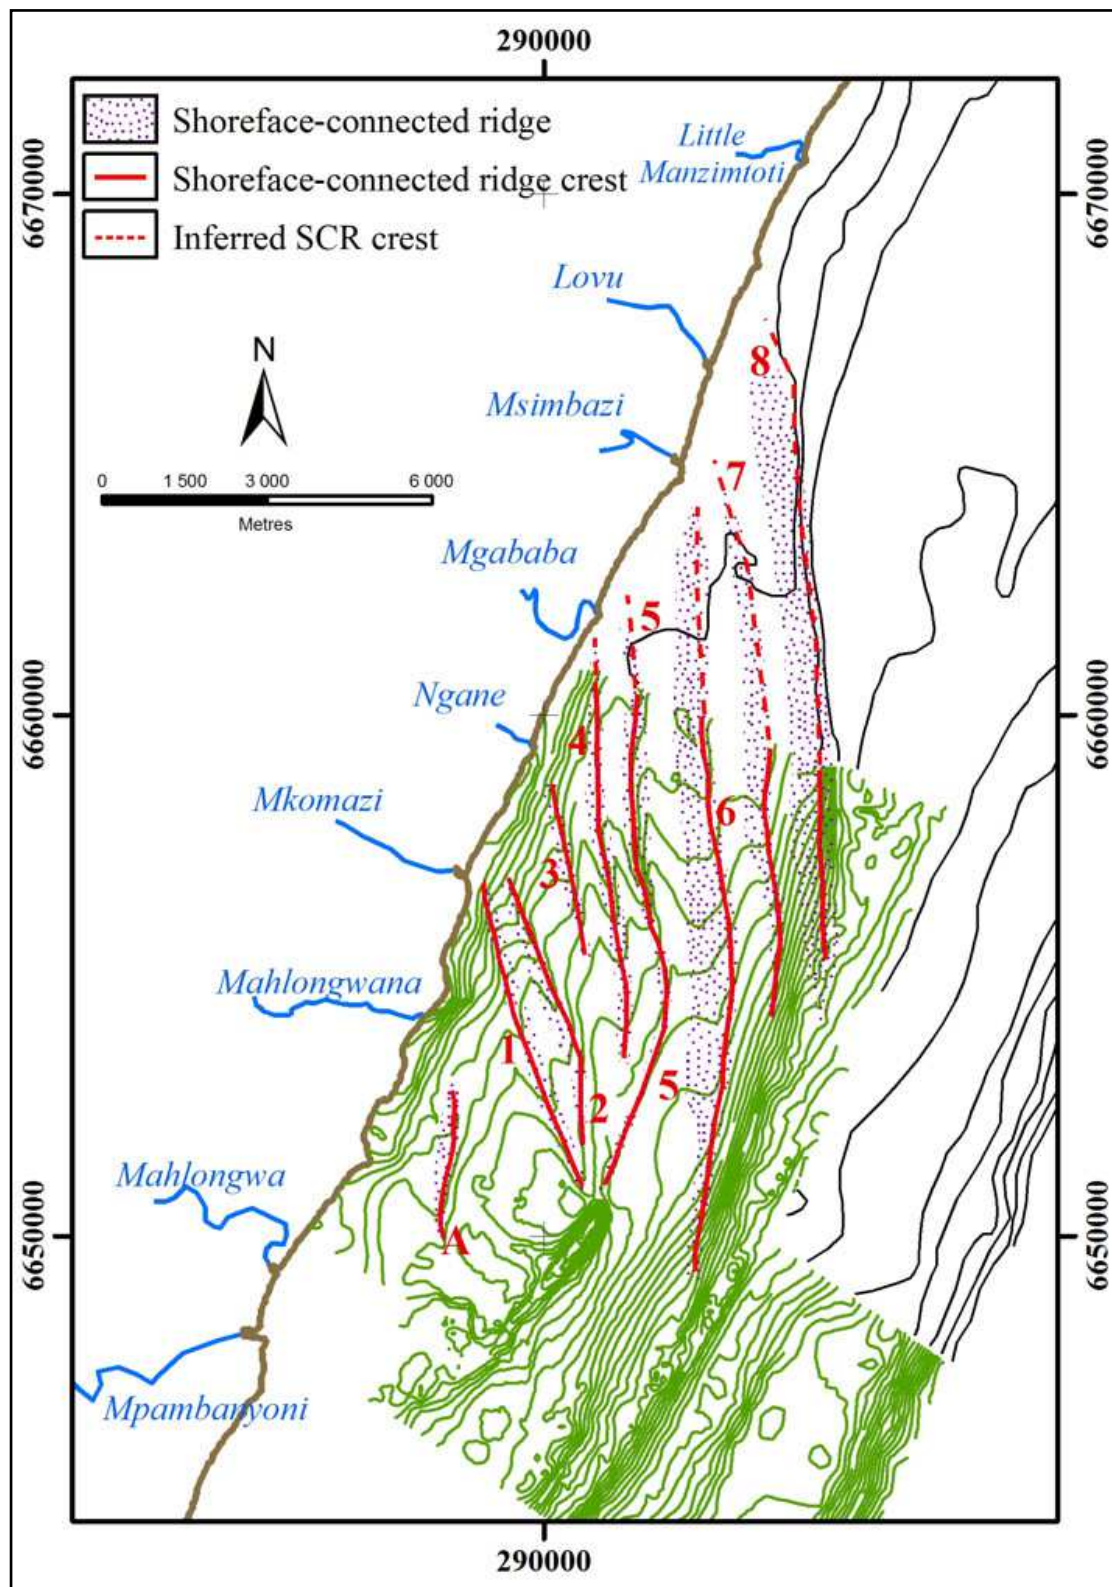 290000
Shoreface-connected ridge
Shoreface-connected ridge crest
Inferred SCR crest
Little
Manzimtoti
6670000
6670000
Lovu
N
8
Msimbazi
7
0 1 500 3 000 6 000
Metres
Mgababa
5
Ngane
6660000
6660000
4
Mkomazi
6
3
Mahlongwana
1
5
2
Mahlongwa
A
6650000
6650000
Mpambanyoni
290000